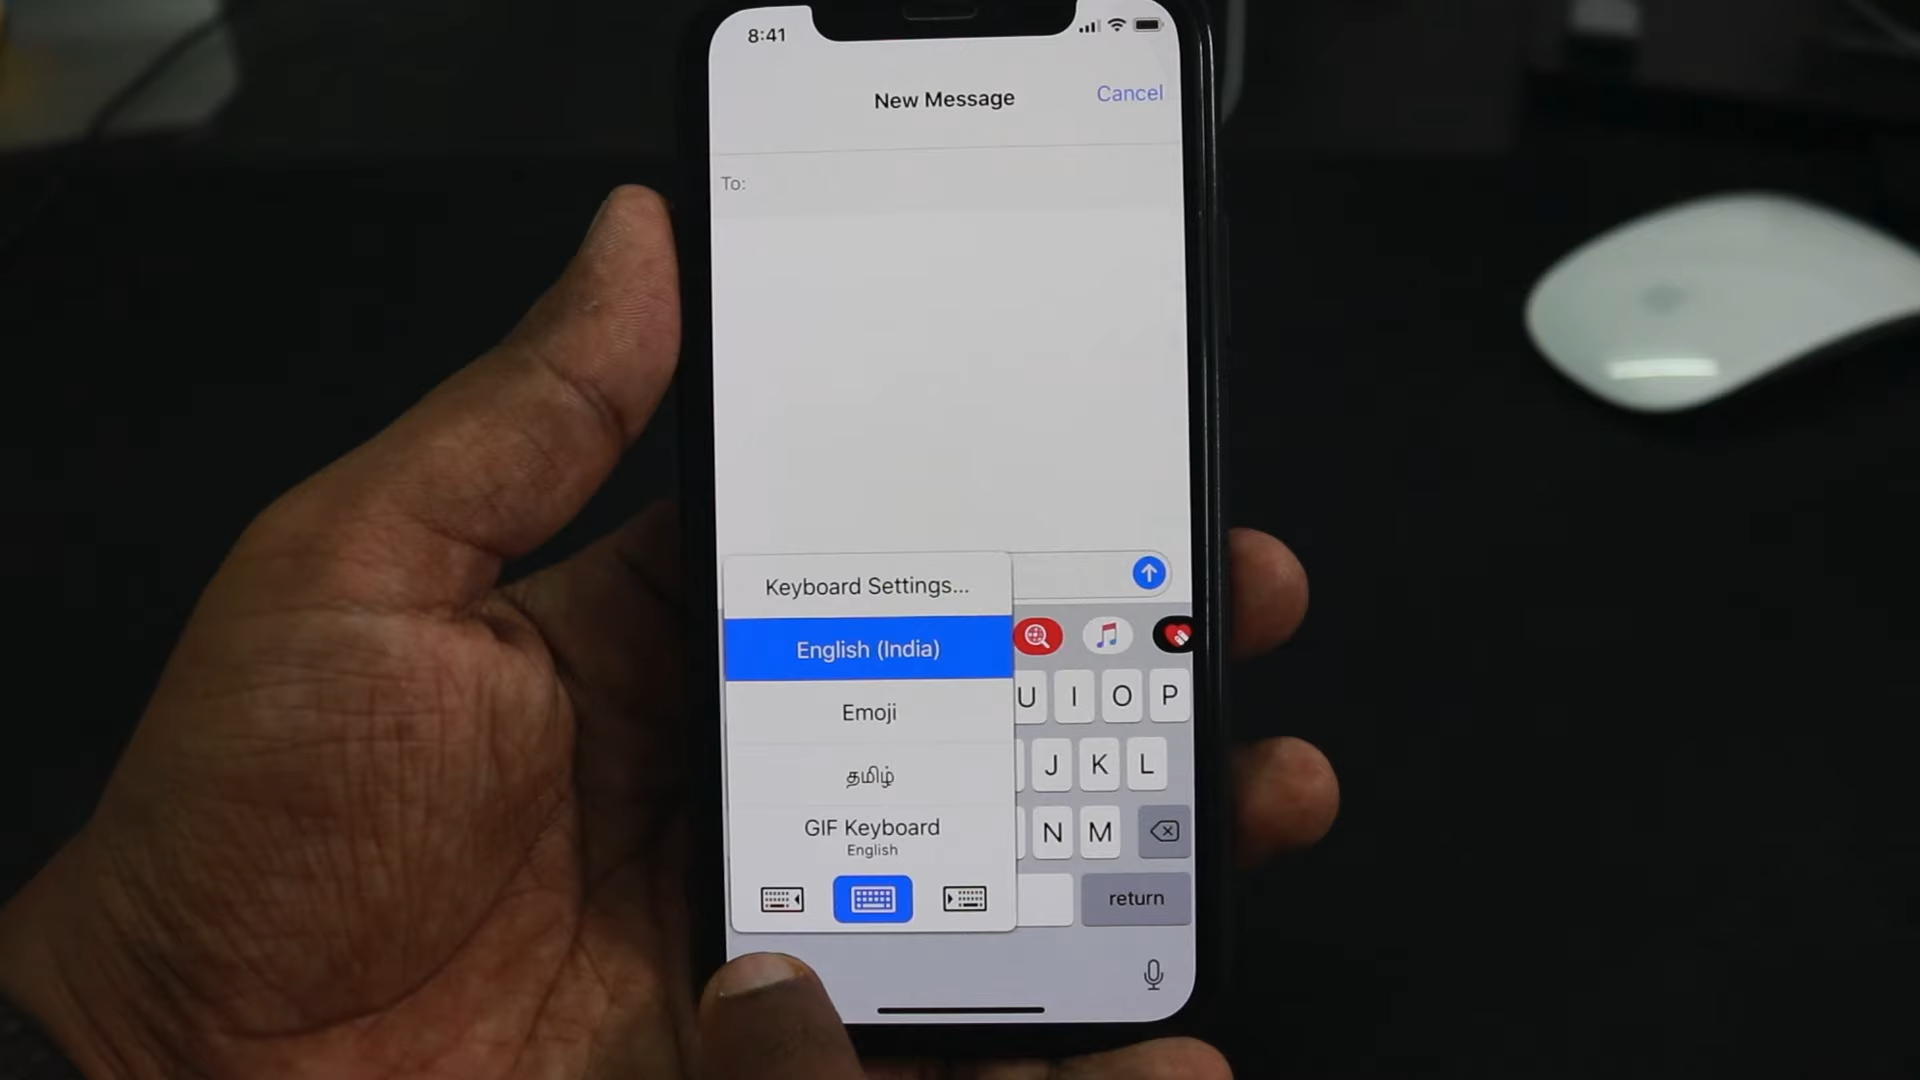 8:41
New Message
Cancel
To:
Keyboard Settings...
English (India)
Emoji
தமிழ்
GIF Keyboard
English
U I O P
J K L
N M
return